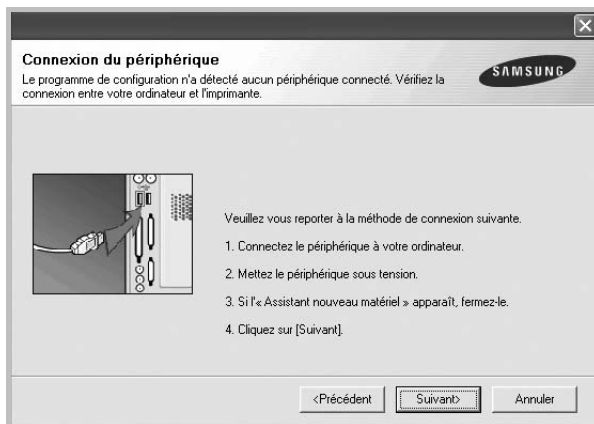 Connexion du périphérique
Le programme de configuration n'a détecté aucun périphérique connecté. Vérifiez la
connexion entre votre ordinateur et l'imprimante.
SAMSUNG
Veuillez vous reporter à la méthode de connexion suivante.
1. Connectez le périphérique à votre ordinateur.
2. Mettez le périphérique sous tension.
3. Si l'« Assistant nouveau matériel » apparaît, fermez-le.
4. Cliquez sur [Suivant].
<Précédent
Suivant>
Annuler